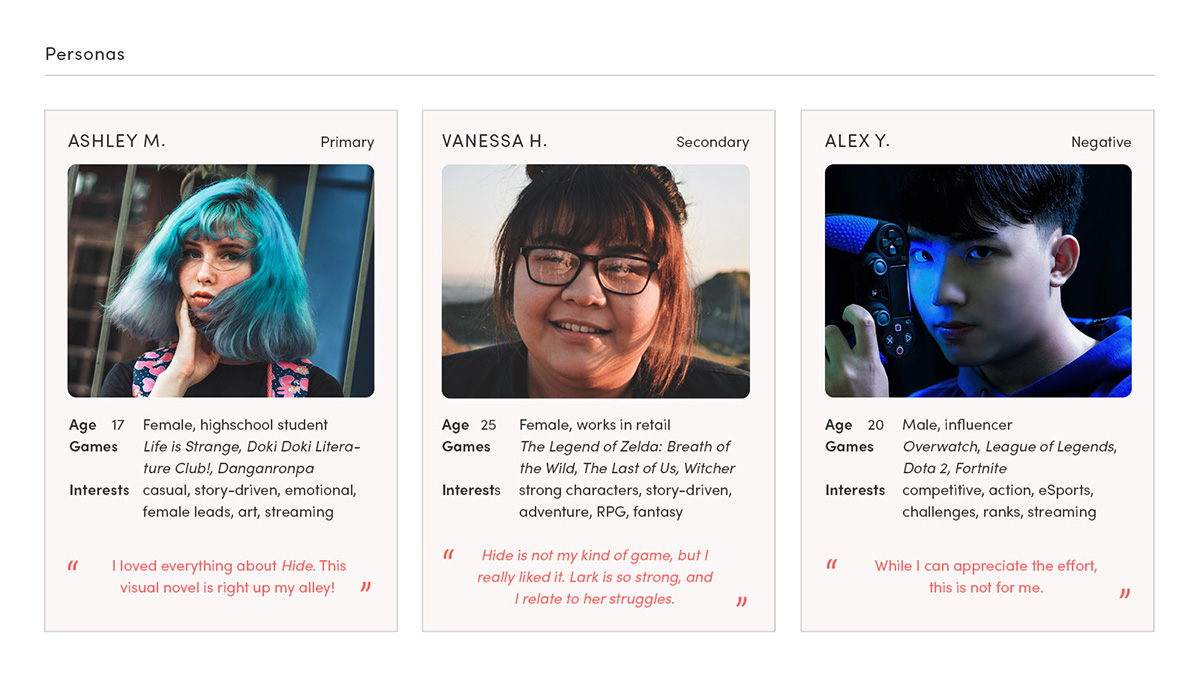 Personas
ASHLEY M.
Primary
Age 17 Female, highschool student
Games Life is Strange, Doki Doki Litera-
ture Club!, Danganronpa
Interests casual, story-driven, emotional,
female leads, art, streaming
“ I loved everything about Hide. This
visual novel is right up my alley! ”
VANESSA H.
Secondary
Age 25 Female, works in retail
Games The Legend of Zelda: Breath of
the Wild, The Last of Us, Witcher
Interests strong characters, story-driven,
adventure, RPG, fantasy
“ Hide is not my kind of game, but I
really liked it. Lark is so strong, and
I relate to her struggles. ”
ALEX Y.
Negative
Age 20 Male, influencer
Games Overwatch, League of Legends,
Dota 2, Fortnite
Interests competitive, action, eSports,
challenges, ranks, streaming
“ While I can appreciate the effort,
this is not for me. ”